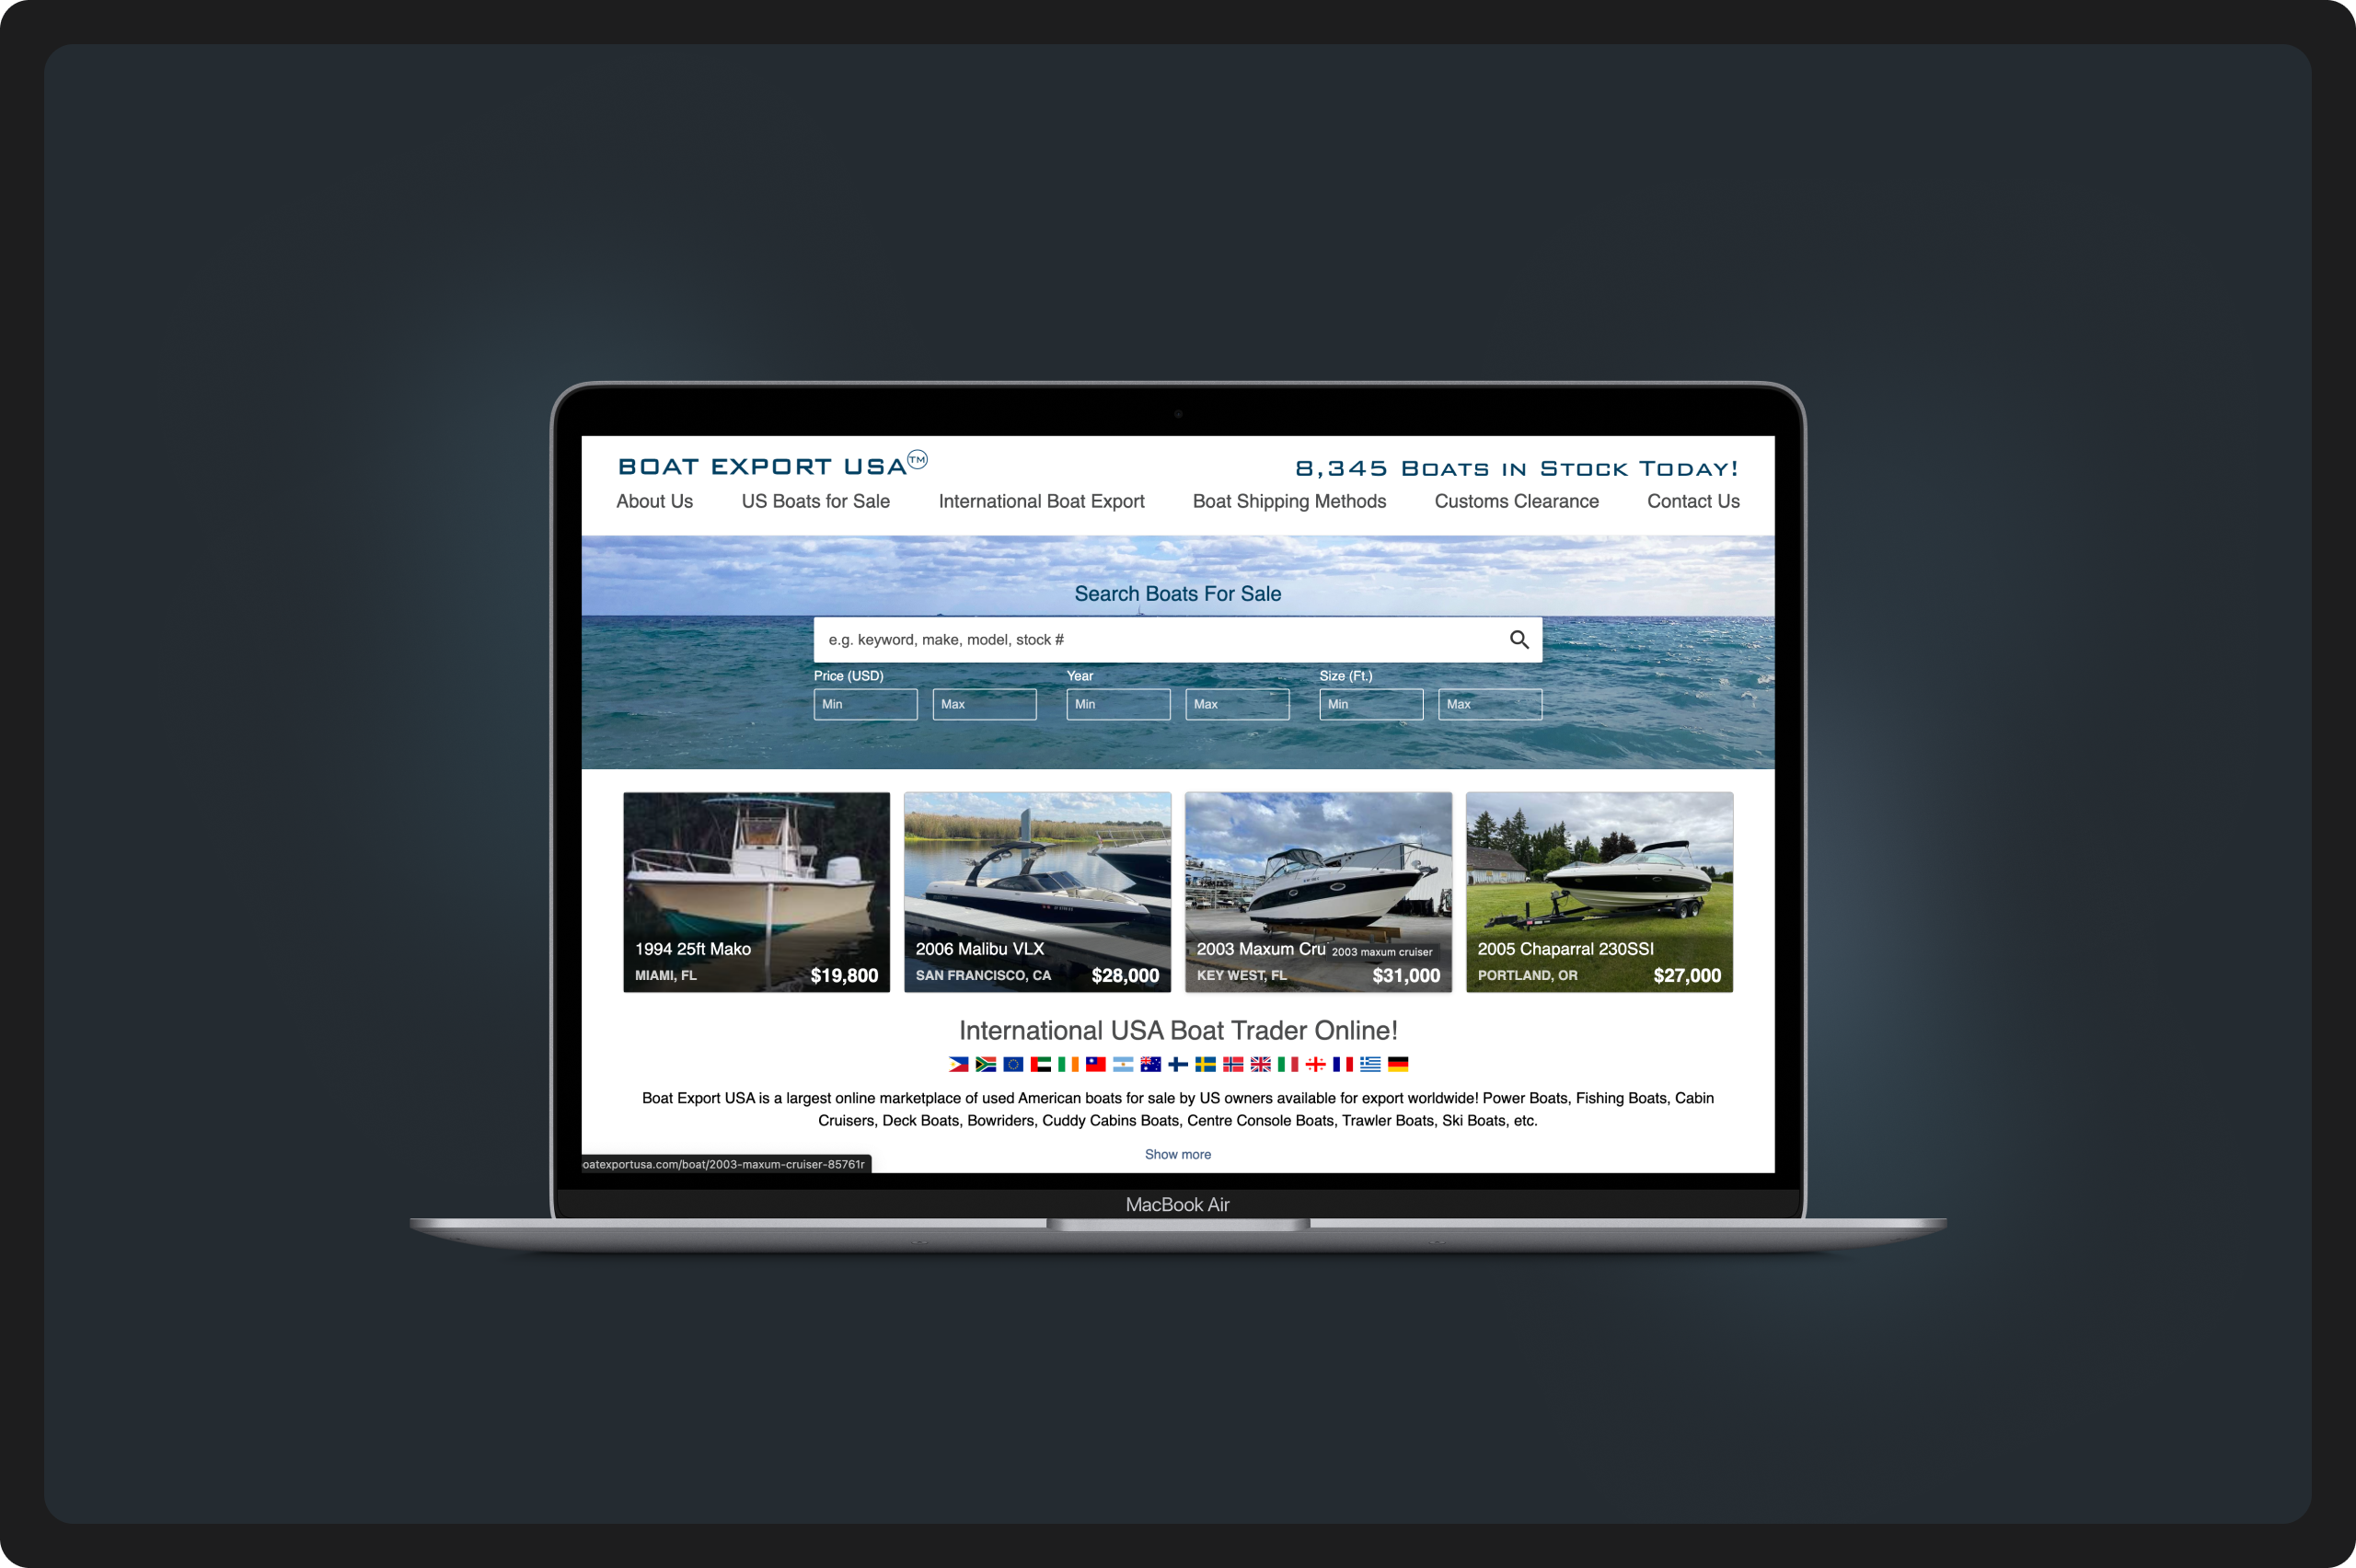 BOAT EXPORT USA™
8,345 BOATS IN STOCK TODAY!
About Us US Boats for Sale International Boat Export Boat Shipping Methods Customs Clearance Contact Us
Search Boats For Sale
e.g. keyword, make, model, stock #
Price (USD) Year Size (Ft.)
Min Max Min Max Min Max
1994 25ft Mako
MIAMI, FL $19,800
2006 Malibu VLX
SAN FRANCISCO, CA $28,000
2003 Maxum Cru 2003 maxum cruiser
KEY WEST, FL $31,000
2005 Chaparral 230SSI
PORTLAND, OR $27,000
International USA Boat Trader Online!
Boat Export USA is a largest online marketplace of used American boats for sale by US owners available for export worldwide! Power Boats, Fishing Boats, Cabin
Cruisers, Deck Boats, Bowriders, Cuddy Cabins Boats, Centre Console Boats, Trawler Boats, Ski Boats, etc.
Show more
oatexportusa.com/boat/2003-maxum-cruiser-85761r
MacBook Air